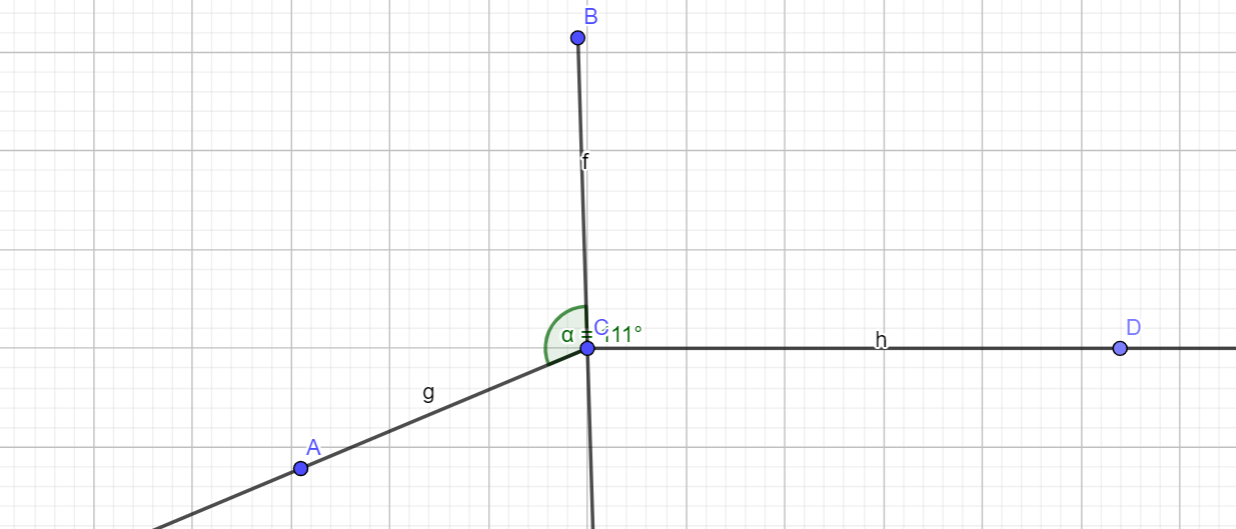 B
f
C
α = 111°
h
D
g
A